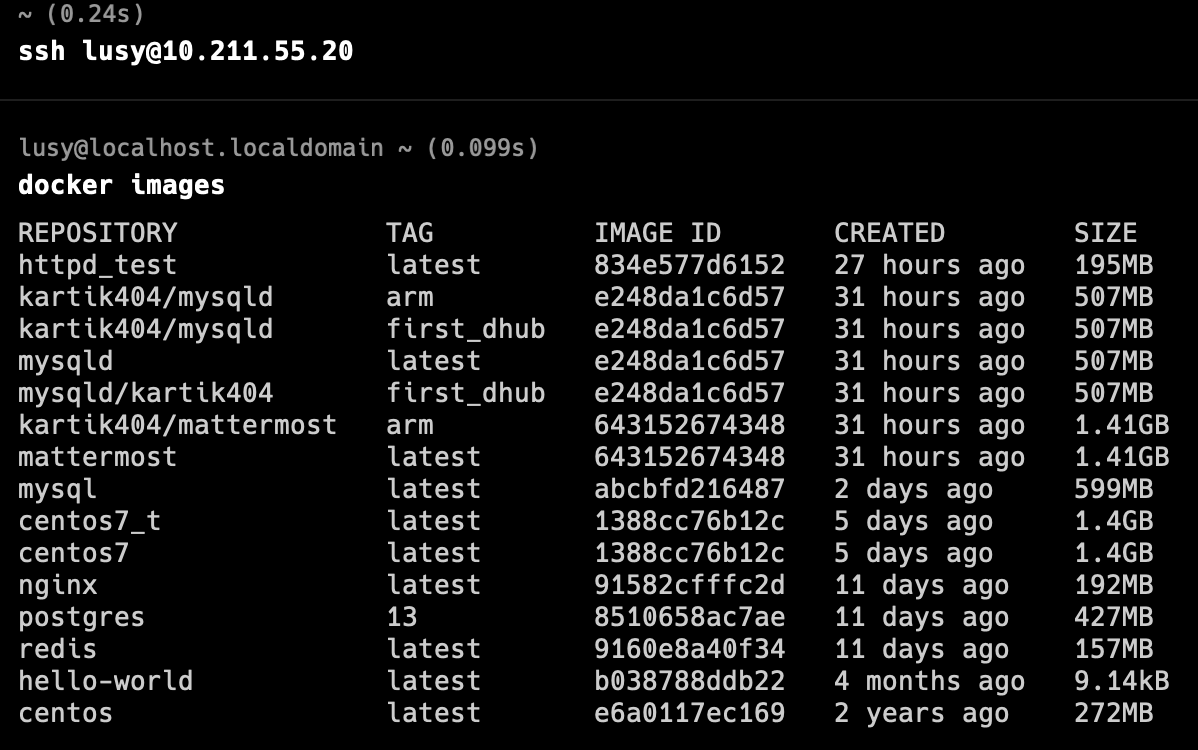 ~ (0.24s)
ssh lusy@10.211.55.20
lusy@localhost.localdomain ~ (0.099s)
docker images
REPOSITORY TAG IMAGE ID CREATED SIZE
httpd_test latest 834e577d6152 27 hours ago 195MB
kartik404/mysqld arm e248da1c6d57 31 hours ago 507MB
kartik404/mysqld first_dhub e248da1c6d57 31 hours ago 507MB
mysqld latest e248da1c6d57 31 hours ago 507MB
mysqld/kartik404 first_dhub e248da1c6d57 31 hours ago 507MB
kartik404/mattermost arm 643152674348 31 hours ago 1.41GB
mattermost latest 643152674348 31 hours ago 1.41GB
mysql latest abcbfd216487 2 days ago 599MB
centos7_t latest 1388cc76b12c 5 days ago 1.4GB
centos7 latest 1388cc76b12c 5 days ago 1.4GB
nginx latest 91582cfffc2d 11 days ago 192MB
postgres 13 8510658ac7ae 11 days ago 427MB
redis latest 9160e8a40f34 11 days ago 157MB
hello-world latest b038788ddb22 4 months ago 9.14kB
centos latest e6a0117ec169 2 years ago 272MB